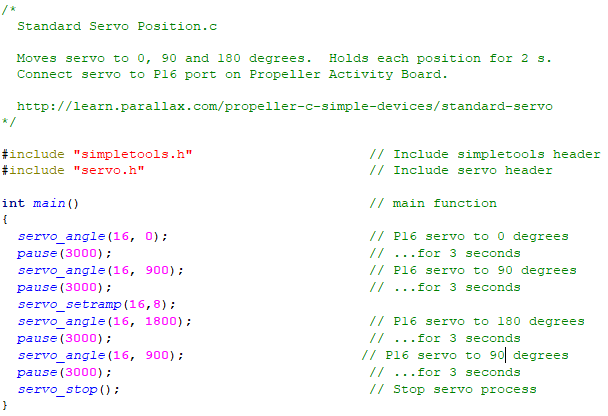 /*
  Standard Servo Position.c

  Moves servo to 0, 90 and 180 degrees.  Holds each position for 2 s.
  Connect servo to P16 port on Propeller Activity Board.

  http://learn.parallax.com/propeller-c-simple-devices/standard-servo
*/

#include "simpletools.h"                      // Include simpletools header
#include "servo.h"                            // Include servo header

int main()                                    // main function
{
  servo_angle(16, 0);                         // P16 servo to 0 degrees
  pause(3000);                                // ...for 3 seconds
  servo_angle(16, 900);                       // P16 servo to 90 degrees
  pause(3000);                                // ...for 3 seconds
  servo_setramp(16,8);
  servo_angle(16, 1800);                      // P16 servo to 180 degrees
  pause(3000);                                // ...for 3 seconds
  servo_angle(16, 900);                      // P16 servo to 90 degrees
  pause(3000);                                // ...for 3 seconds
  servo_stop();                               // Stop servo process
}